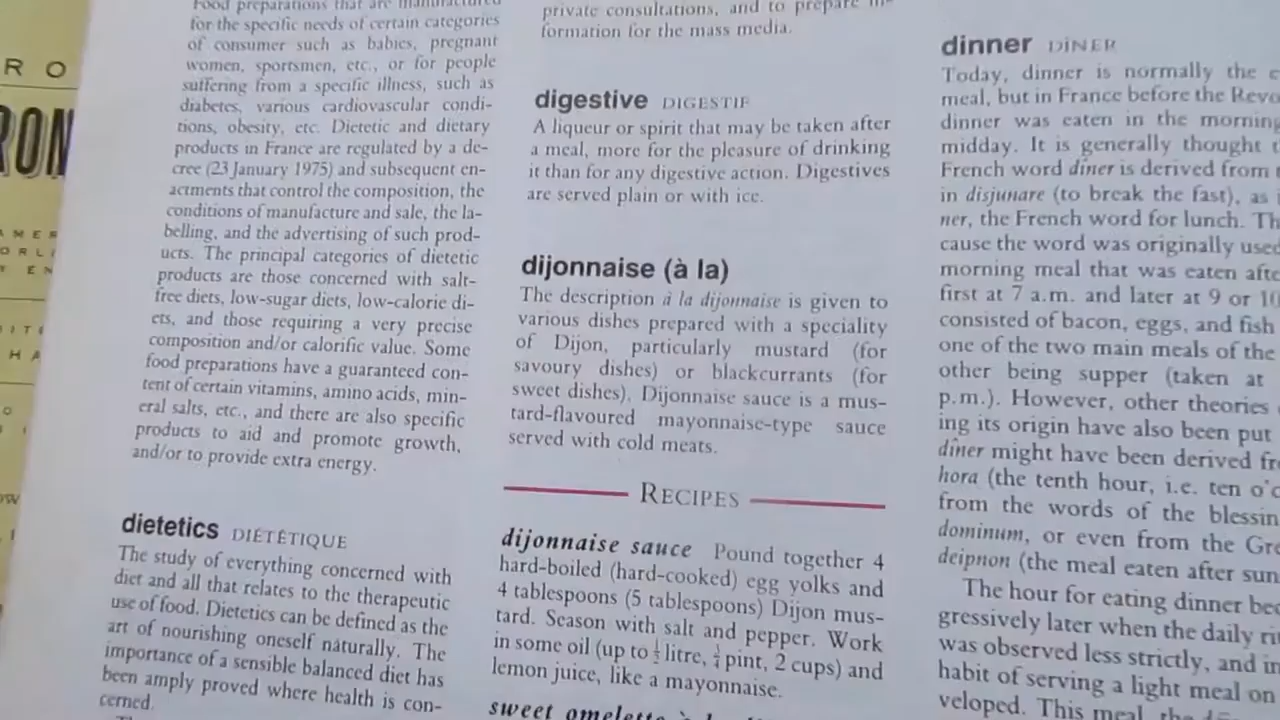 R O
RON
A M E R
O R L
Y E N
I T E
H A
O
OW
Food preparations that are manufactured
for the specific needs of certain categories
of consumer such as babies, pregnant
women, sportsmen, etc., or for people
suffering from a specific illness, such as
diabetes, various cardiovascular condi-
tions, obesity, etc. Dietetic and dietary
products in France are regulated by a de-
cree (23 January 1975) and subsequent en-
actments that control the composition, the
conditions of manufacture and sale, the la-
belling, and the advertising of such prod-
ucts. The principal categories of dietetic
products are those concerned with salt-
free diets, low-sugar diets, low-calorie di-
ets, and those requiring a very precise
composition and/or calorific value. Some
food preparations have a guaranteed con-
tent of certain vitamins, amino acids, min-
eral salts, etc., and there are also specific
products to aid and promote growth,
and/or to provide extra energy.
dietetics DIÉTÉTIQUE
The study of everything concerned with
diet and all that relates to the therapeutic
use of food. Dietetics can be defined as the
art of nourishing oneself naturally. The
importance of a sensible balanced diet has
been amply proved where health is con-
cerned.
private consultations, and to prepare in-
formation for the mass media.
digestive DIGESTIF
A liqueur or spirit that may be taken after
a meal, more for the pleasure of drinking
it than for any digestive action. Digestives
are served plain or with ice.
dijonnaise (à la)
The description à la dijonnaise is given to
various dishes prepared with a speciality
of Dijon, particularly mustard (for
savoury dishes) or blackcurrants (for
sweet dishes). Dijonnaise sauce is a mus-
tard-flavoured mayonnaise-type sauce
served with cold meats.
RECIPES
dijonnaise sauce Pound together 4
hard-boiled (hard-cooked) egg yolks and
4 tablespoons (5 tablespoons) Dijon mus-
tard. Season with salt and pepper. Work
in some oil (up to ½ litre, ¾ pint, 2 cups) and
lemon juice, like a mayonnaise.
sweet omelette à
dinner DÎNER
Today, dinner is normally the
meal, but in France before the Revo
dinner was eaten in the morning
midday. It is generally thought
French word dîner is derived from
in disjunare (to break the fast), as
ner, the French word for lunch. Th
cause the word was originally used
morning meal that was eaten afte
first at 7 a.m. and later at 9 or 10
consisted of bacon, eggs, and fish
one of the two main meals of the
other being supper (taken at
p.m.). However, other theories
ing its origin have also been put
dîner might have been derived fro
hora (the tenth hour, i.e. ten o'c
from the words of the blessin
dominum, or even from the Gre
deipnon (the meal eaten after sun
The hour for eating dinner bec
gressively later when the daily ri
was observed less strictly, and in
habit of serving a light meal on
veloped. This meal, the